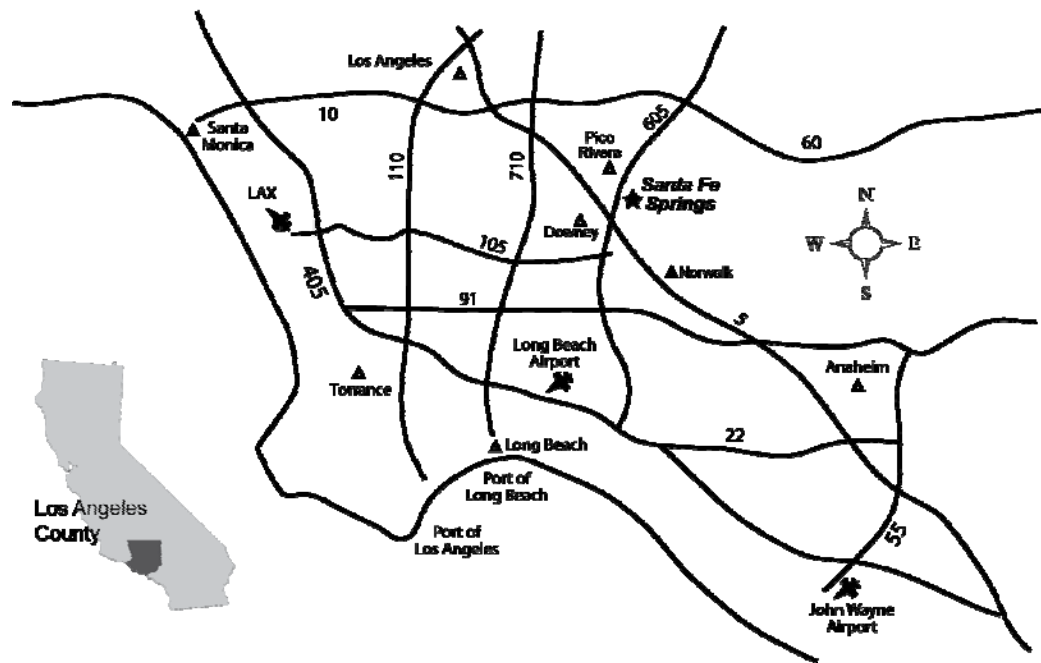 Los Angeles
10
Santa
Monica
110
710
605
60
Pico
Rivera
Santa Fe
Springs
LAX
Downey
105
Norwalk
N
W
E
S
405
91
5
Long Beach
Airport
Torrance
Anaheim
22
Long Beach
Port of
Long Beach
Port of
Los Angeles
55
John Wayne
Airport
Los Angeles
County